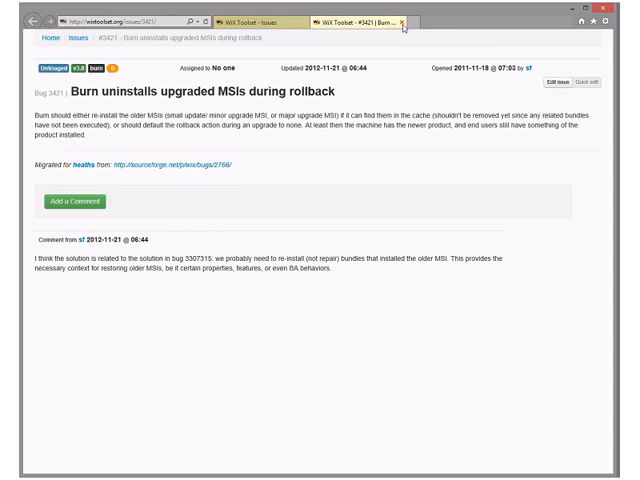 http://wixtoolset.org/issues/3421/
WiX Toolset - Issues
WiX Toolset - #3421 | Burn ...
Home / Issues / #3421 - Burn uninstalls upgraded MSIs during rollback
Untriaged v3.8 burn 0 Assigned to No one Updated 2012-11-21 @ 06:44 Opened 2011-11-18 @ 07:03 by sf
Edit issue Quick edit
Bug 3421 | Burn uninstalls upgraded MSIs during rollback
Burn should either re-install the older MSIs (small update/ minor upgrade MSI, or major upgrade MSI) if it can find them in the cache (shouldn't be removed yet since any related bundles
have not been executed), or should default the rollback action during an upgrade to none. At least then the machine has the newer product, and end users still have something of the
product installed.
Migrated for heaths from: http://sourceforge.net/p/wix/bugs/2766/
Add a Comment
Comment from sf 2012-11-21 @ 06:44
I think the solution is related to the solution in bug 3307315: we probably need to re-install (not repair) bundles that installed the older MSI. This provides the
necessary context for restoring older MSIs, be it certain properties, features, or even BA behaviors.